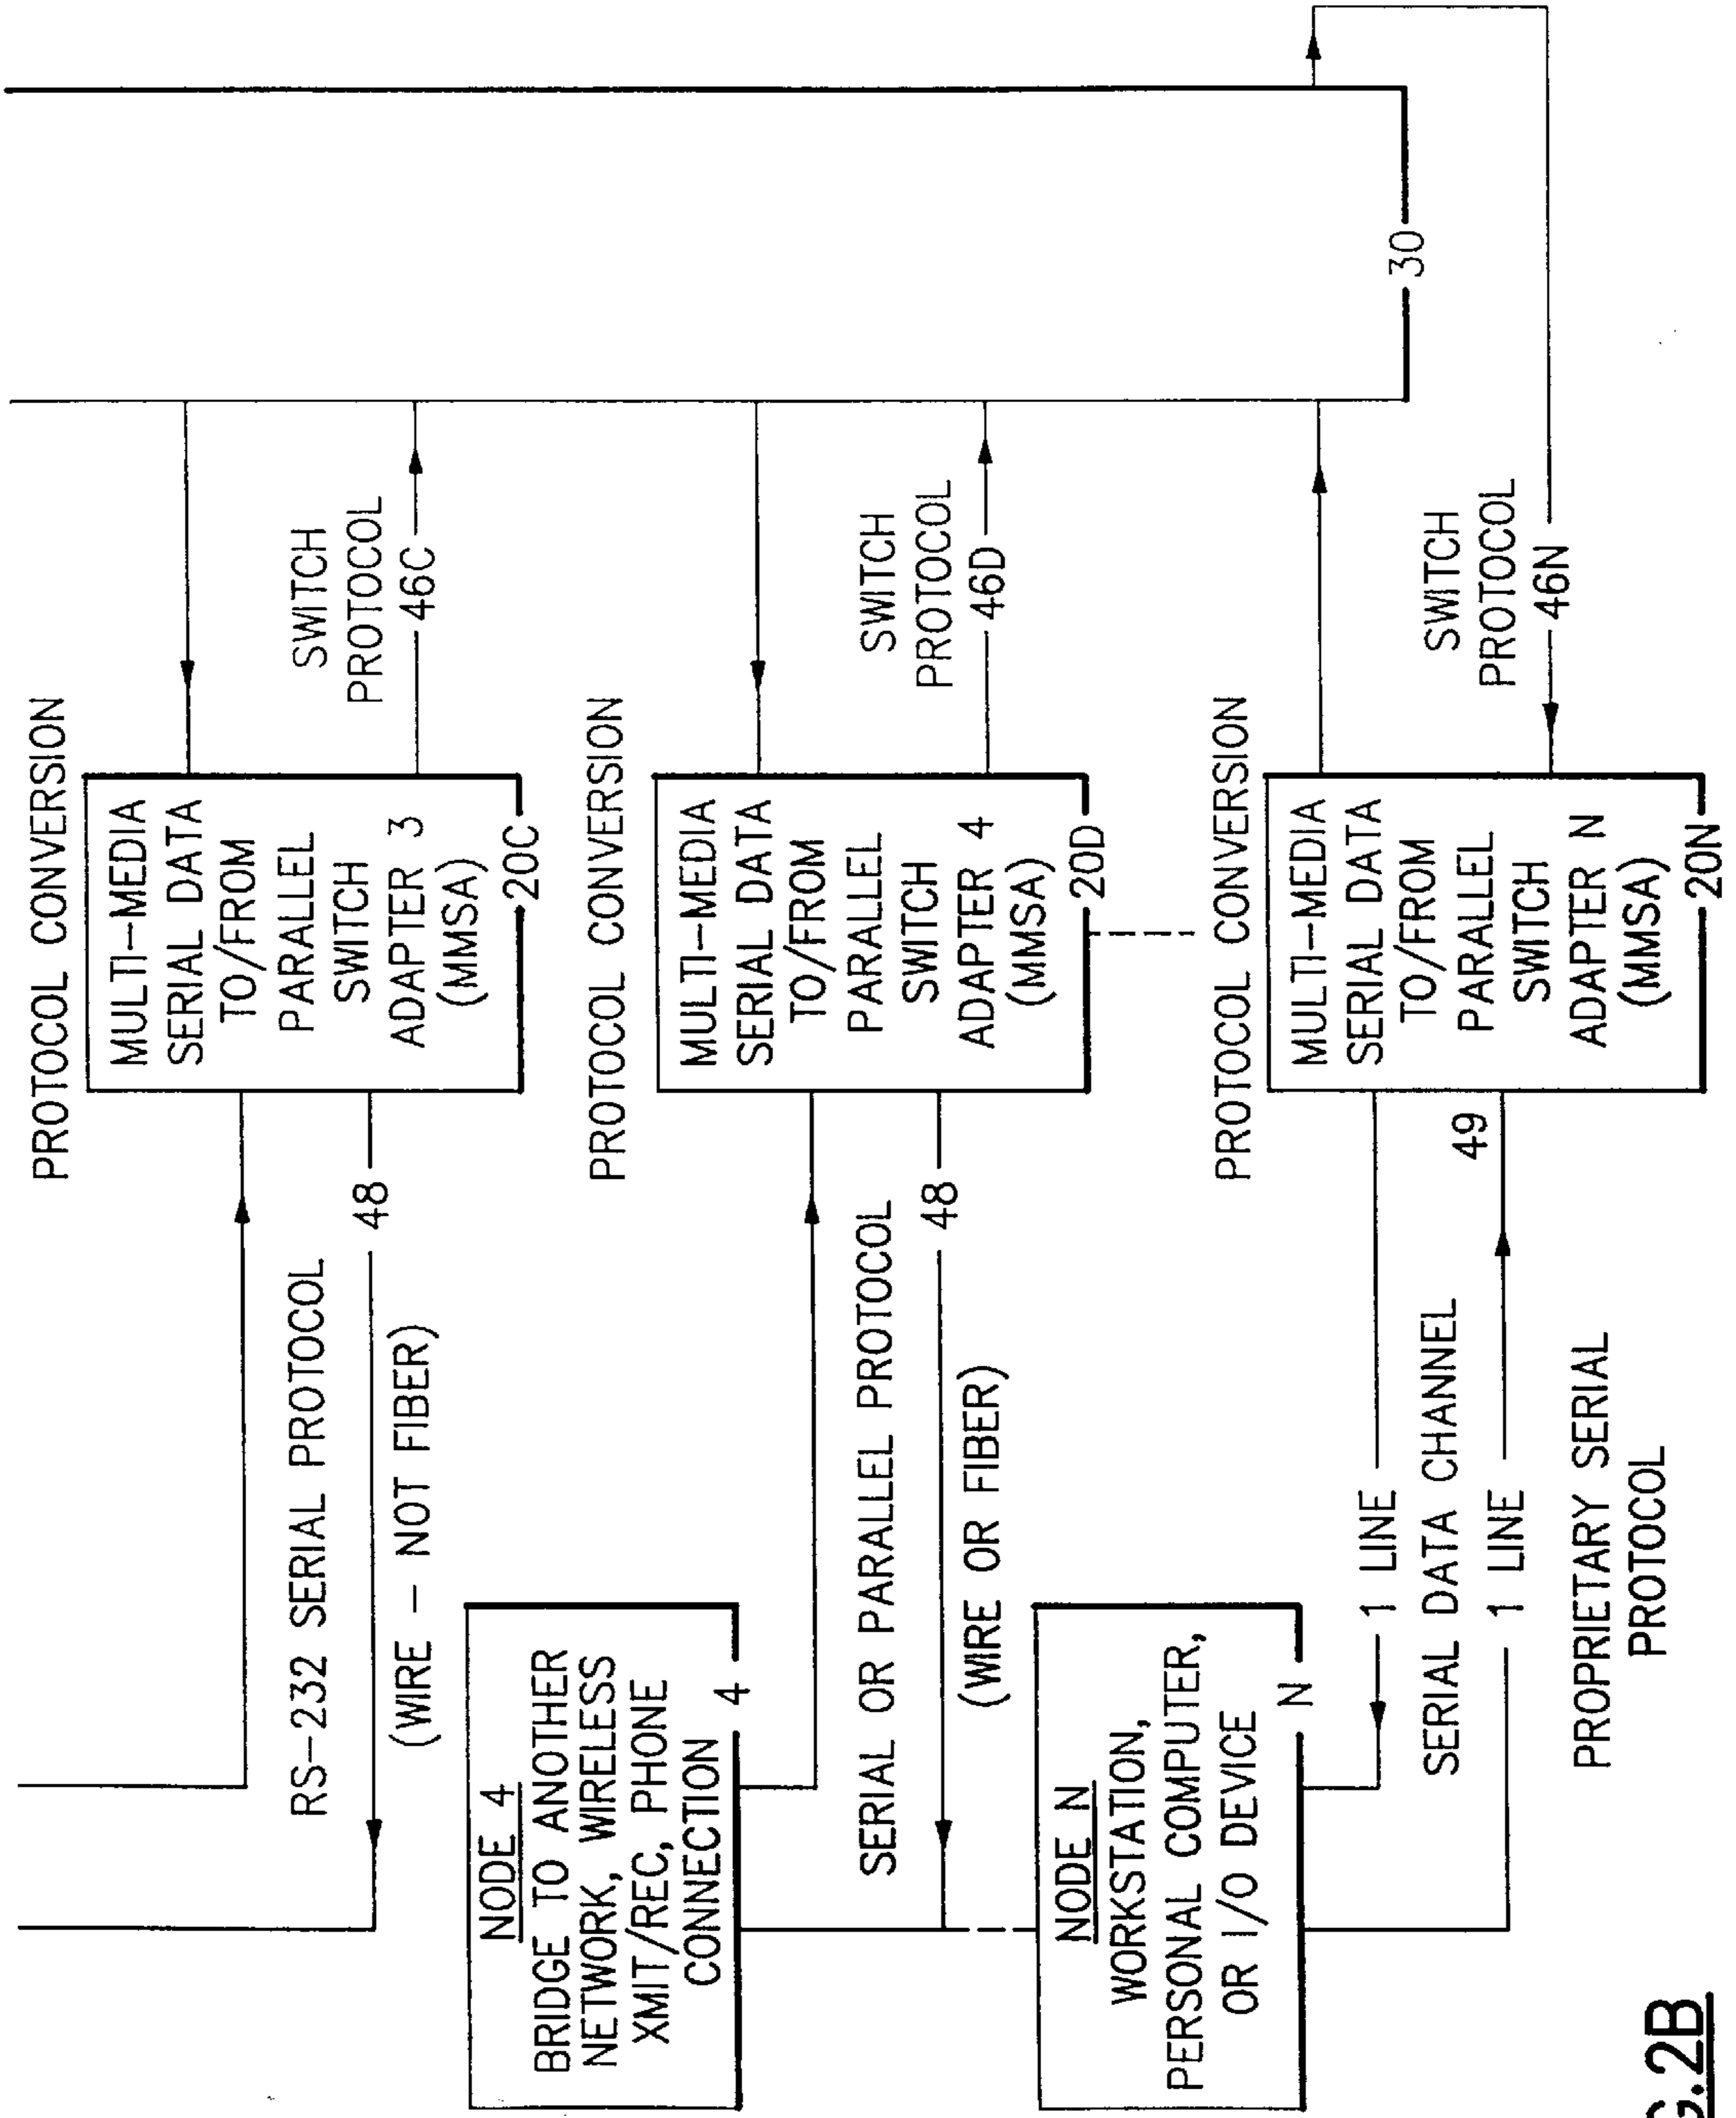 PROTOCOL CONVERSION
MULTI-MEDIA
SERIAL DATA
TO/FROM
PARALLEL
SWITCH
ADAPTER 3
(MMSA)
20C
RS-232 SERIAL PROTOCOL
48
(WIRE - NOT FIBER)
SWITCH
PROTOCOL
46C
NODE 4
BRIDGE TO ANOTHER
NETWORK, WIRELESS
XMIT/REC, PHONE
CONNECTION
4
PROTOCOL CONVERSION
MULTI-MEDIA
SERIAL DATA
TO/FROM
PARALLEL
SWITCH
ADAPTER 4
(MMSA)
20D
SERIAL OR PARALLEL PROTOCOL
48
(WIRE OR FIBER)
SWITCH
PROTOCOL
46D
NODE N
WORKSTATION,
PERSONAL COMPUTER,
OR I/O DEVICE
N
PROTOCOL CONVERSION
MULTI-MEDIA
SERIAL DATA
TO/FROM
PARALLEL
SWITCH
ADAPTER N
(MMSA)
20N
1 LINE
SERIAL DATA CHANNEL
49
1 LINE
PROPRIETARY SERIAL
PROTOCOL
SWITCH
PROTOCOL
46N
30
G.2B